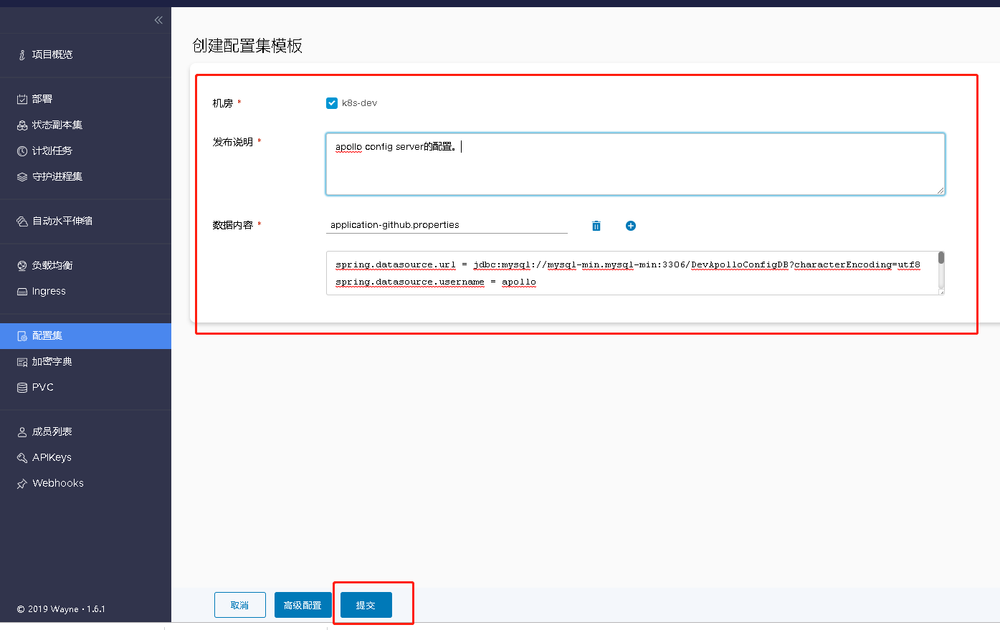 项目概览
部署
状态副本集
计划任务
守护进程集
自动水平伸缩
负载均衡
Ingress
配置集
加密字典
PVC
成员列表
APIKeys
Webhooks
© 2019 Wayne · 1.6.1
创建配置集模板
机房 *
k8s-dev
发布说明 *
apollo config server的配置。
数据内容 *
application-github.properties
spring.datasource.url = jdbc:mysql://mysql-min.mysql-min:3306/DevApolloConfigDB?characterEncoding=utf8
spring.datasource.username = apollo
取消
高级配置
提交